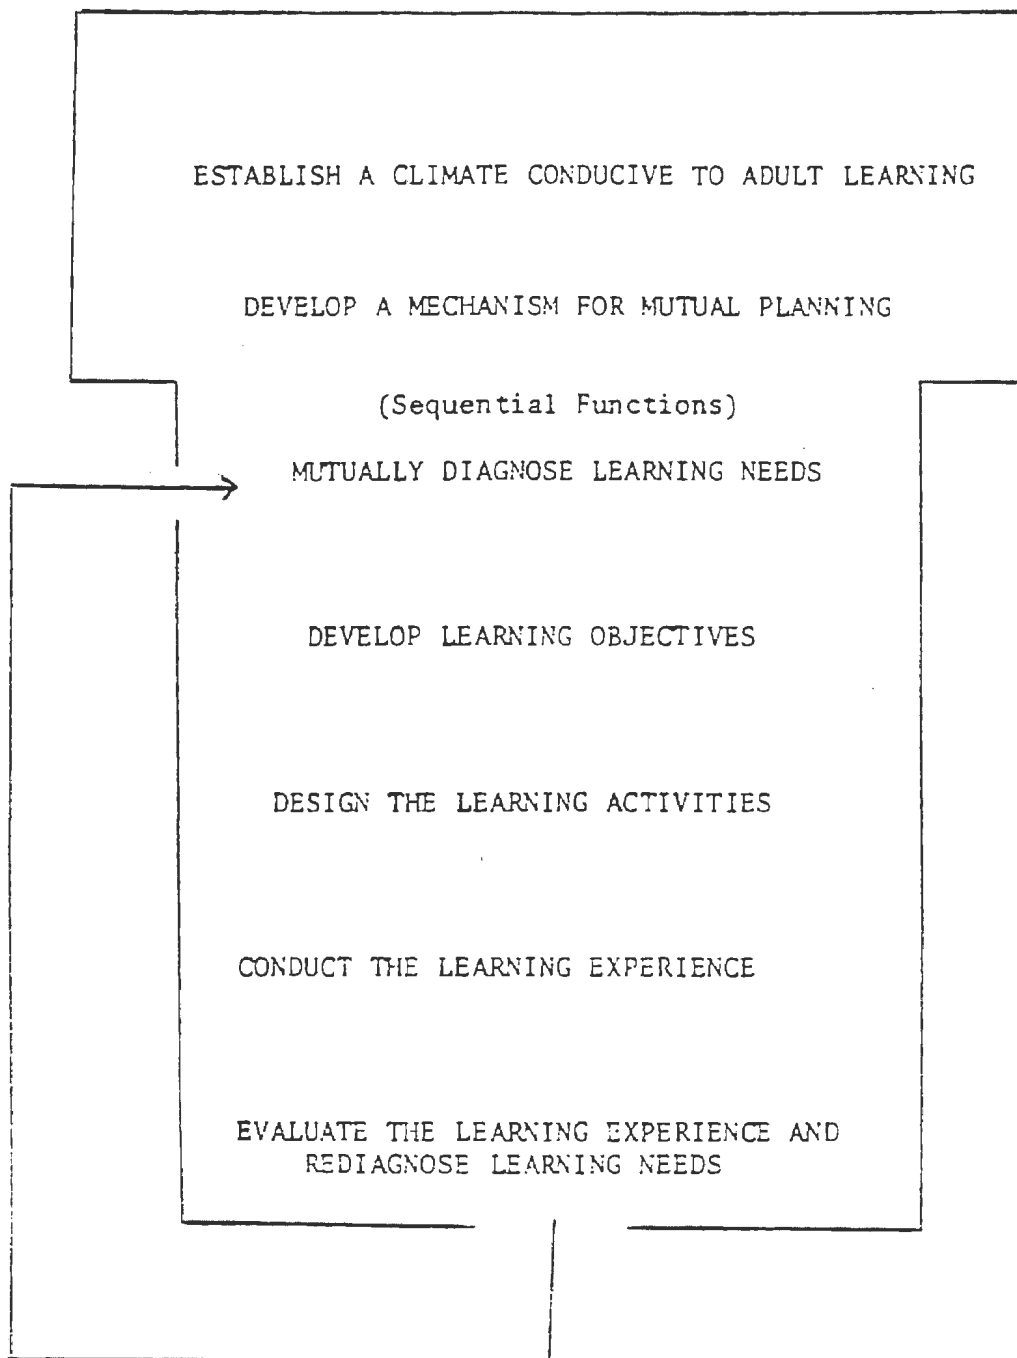 ESTABLISH A CLIMATE CONDUCIVE TO ADULT LEARNING
DEVELOP A MECHANISM FOR MUTUAL PLANNING
(Sequential Functions)
MUTUALLY DIAGNOSE LEARNING NEEDS
DEVELOP LEARNING OBJECTIVES
DESIGN THE LEARNING ACTIVITIES
CONDUCT THE LEARNING EXPERIENCE
EVALUATE THE LEARNING EXPERIENCE AND
REDIAGNOSE LEARNING NEEDS